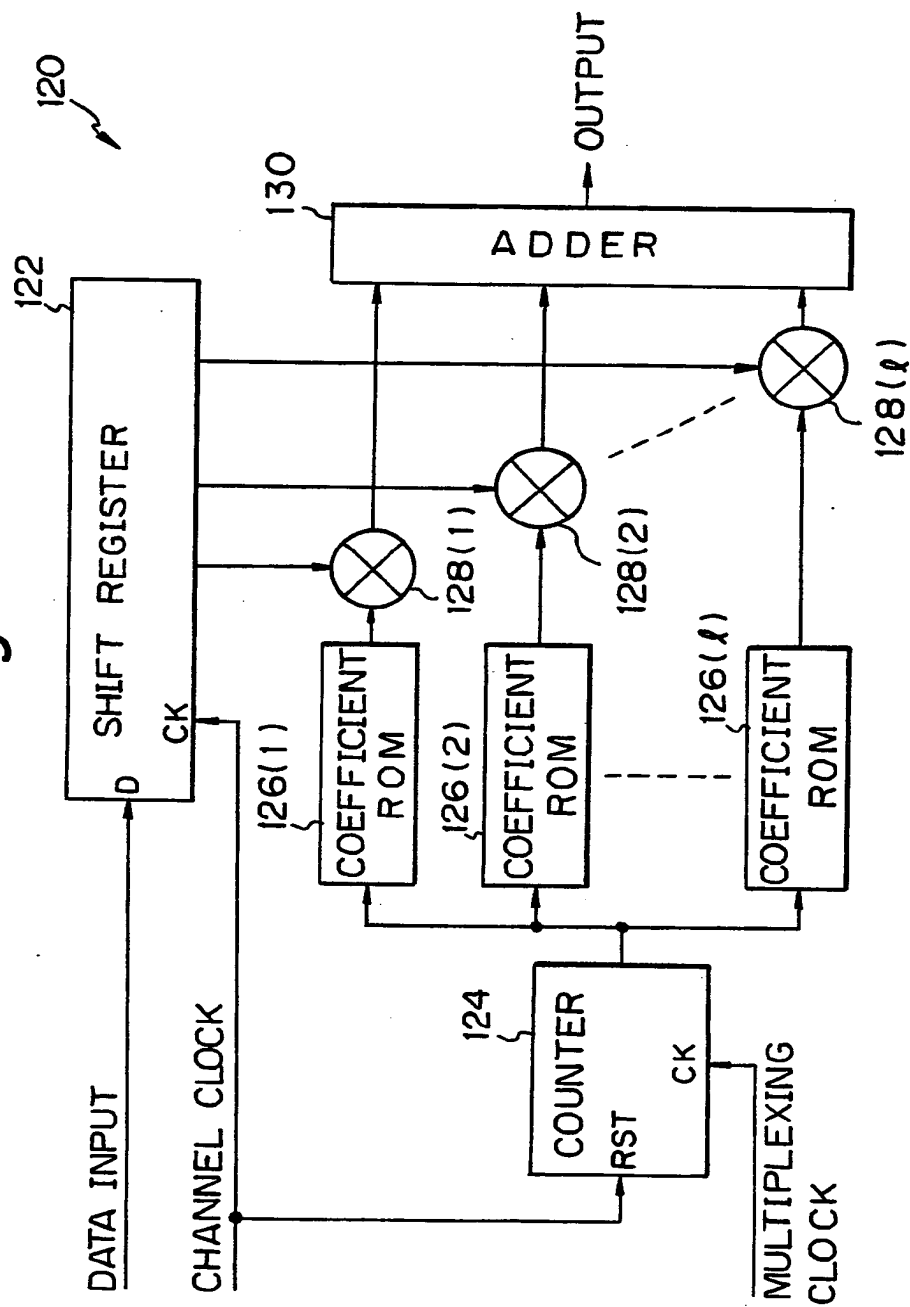 120
DATA INPUT
D
SHIFT REGISTER
122
CK
CHANNEL CLOCK
126(1)
COEFFICIENT
ROM
128(1)
130
ADDER
OUTPUT
126(2)
COEFFICIENT
ROM
128(2)
124
COUNTER
RST
CK
126(ℓ)
COEFFICIENT
ROM
128(ℓ)
MULTIPLEXING
CLOCK